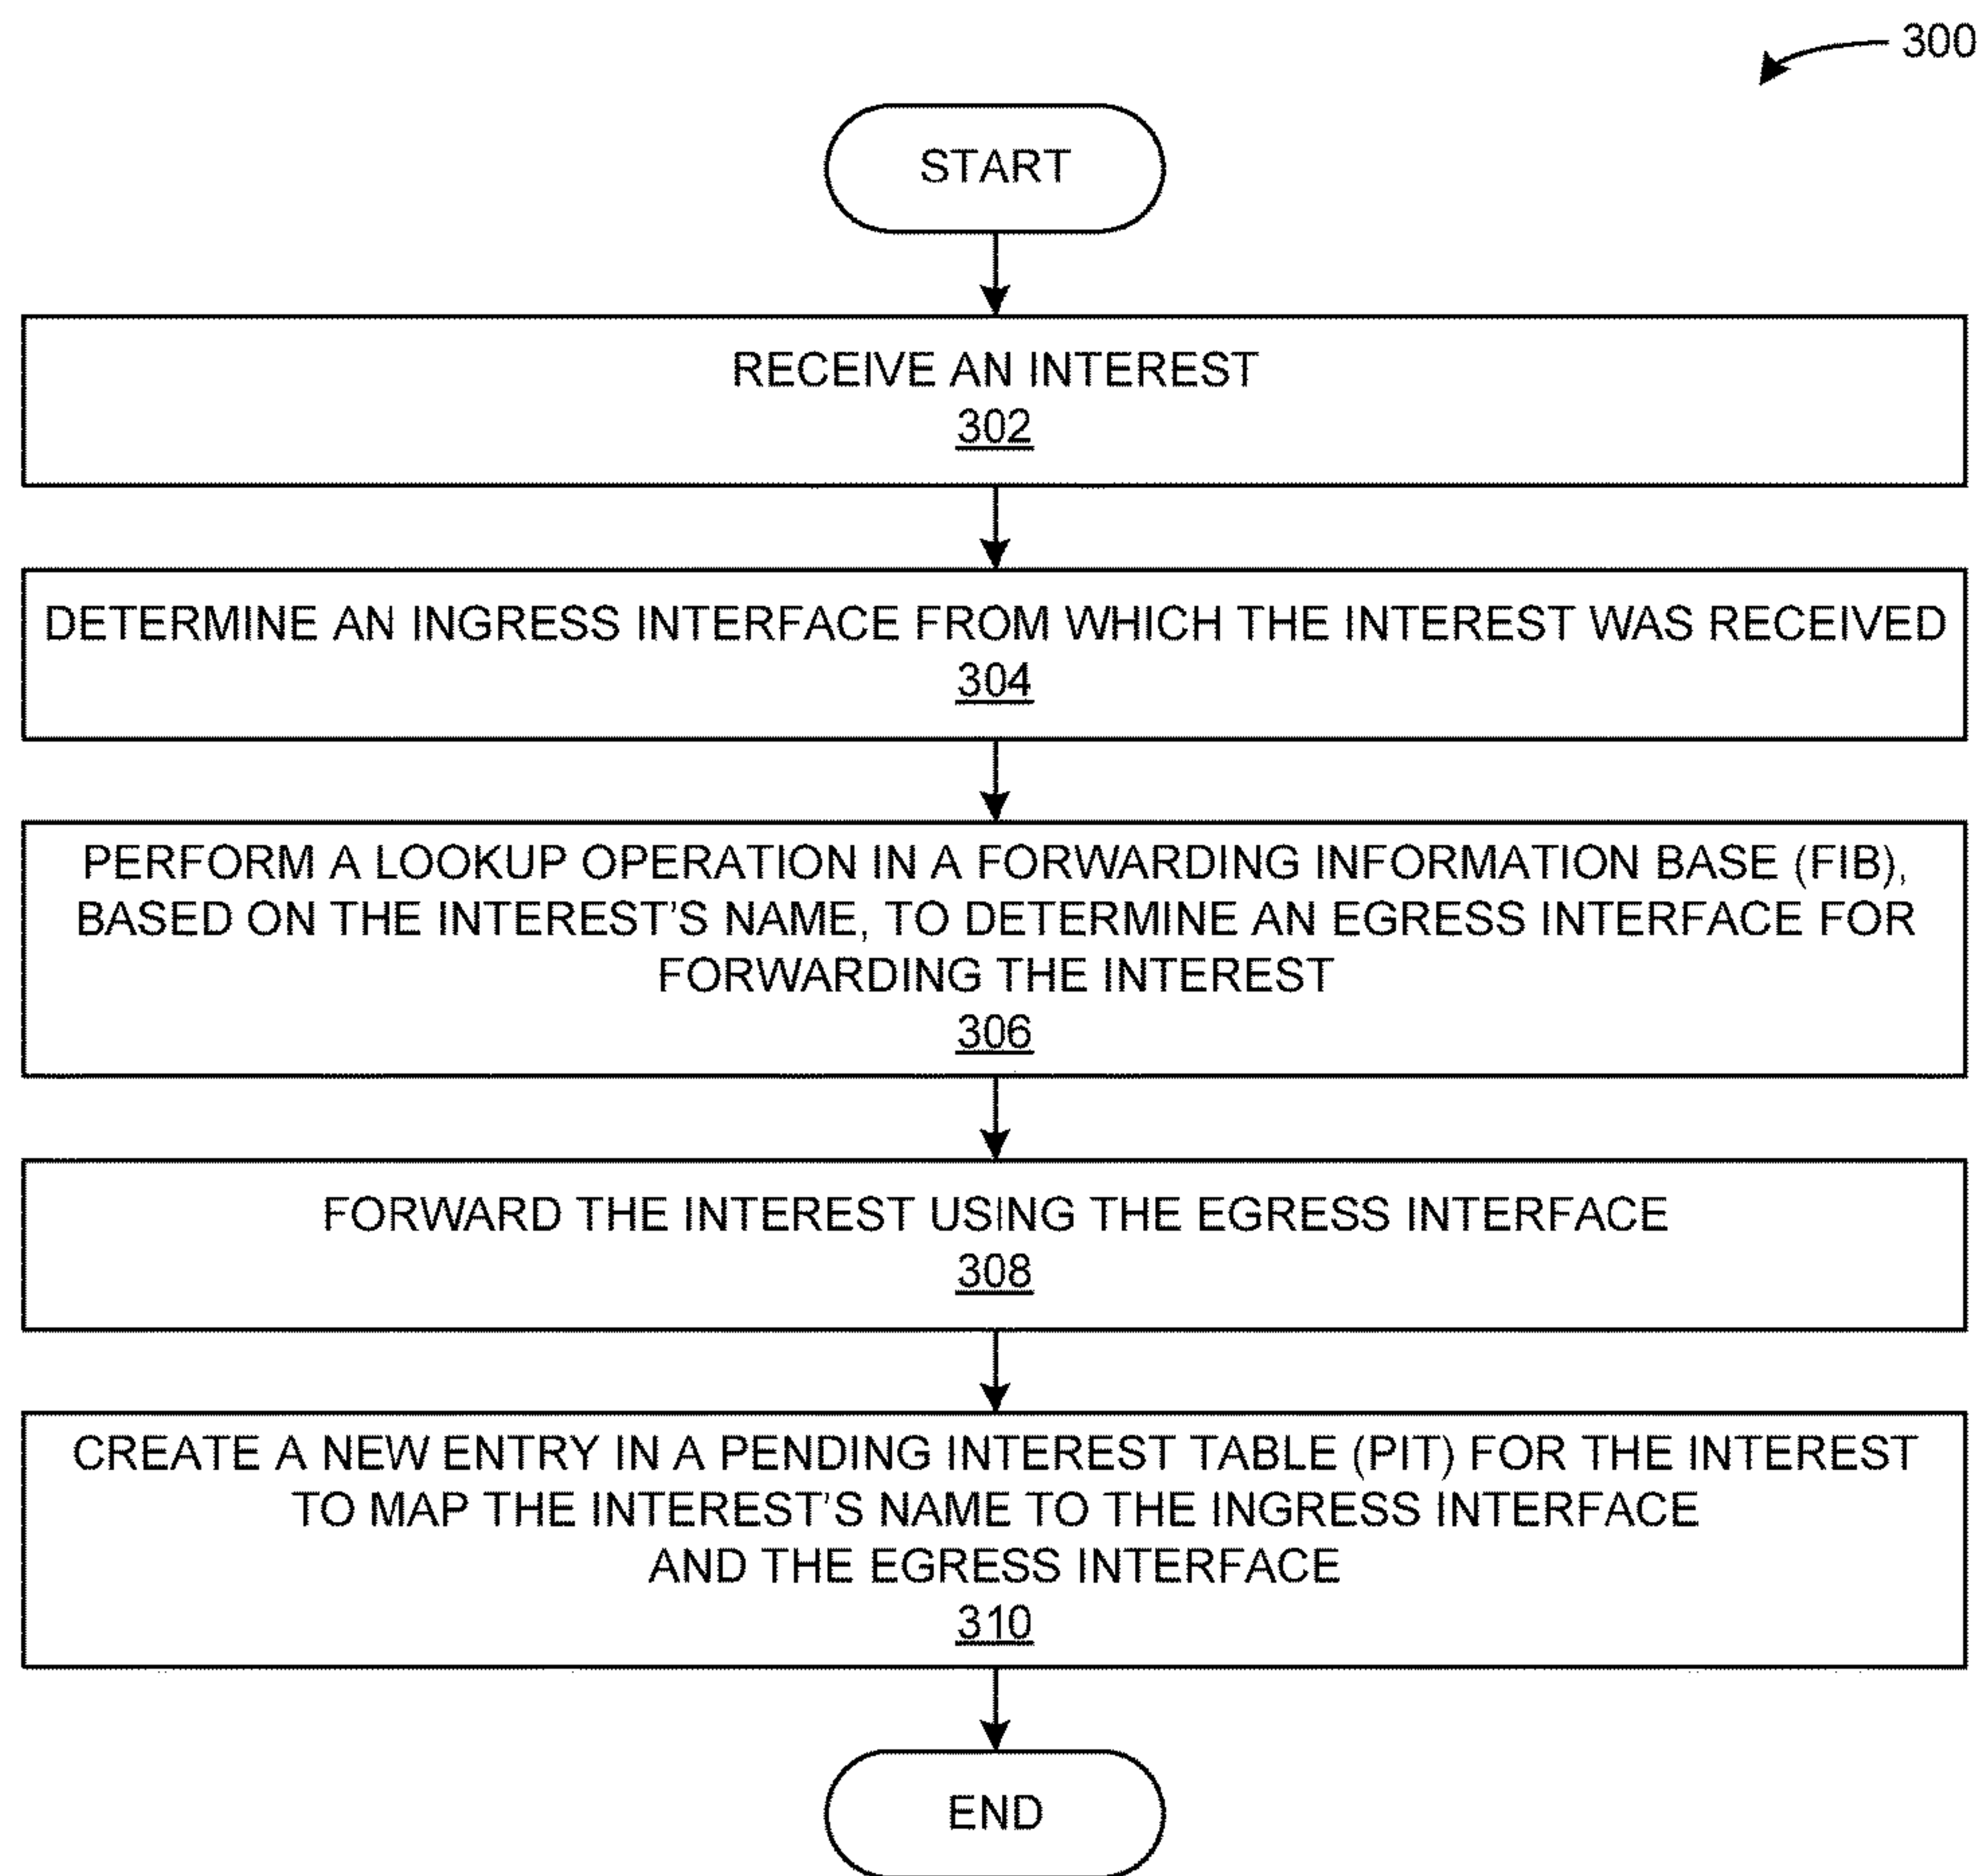 300
START
RECEIVE AN INTEREST
302
DETERMINE AN INGRESS INTERFACE FROM WHICH THE INTEREST WAS RECEIVED
304
PERFORM A LOOKUP OPERATION IN A FORWARDING INFORMATION BASE (FIB),
BASED ON THE INTEREST'S NAME, TO DETERMINE AN EGRESS INTERFACE FOR
FORWARDING THE INTEREST
306
FORWARD THE INTEREST USING THE EGRESS INTERFACE
308
CREATE A NEW ENTRY IN A PENDING INTEREST TABLE (PIT) FOR THE INTEREST
TO MAP THE INTEREST'S NAME TO THE INGRESS INTERFACE
AND THE EGRESS INTERFACE
310
END